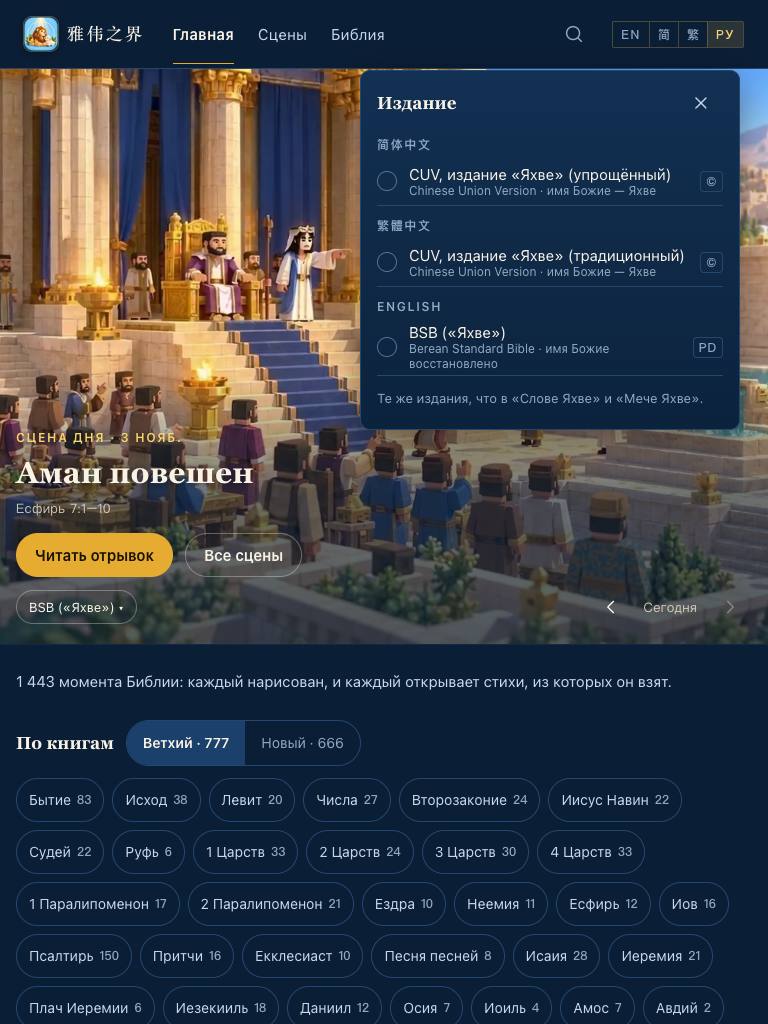 雅伟之界
Главная Сцены Библия
EN 简 繁 РУ
Издание
简体中文
CUV, издание «Яхве» (упрощённый)
Chinese Union Version · имя Божие — Яхве
©
繁體中文
CUV, издание «Яхве» (традиционный)
Chinese Union Version · имя Божие — Яхве
©
ENGLISH
BSB («Яхве»)
Berean Standard Bible · имя Божие
восстановлено
PD
Те же издания, что в «Слове Яхве» и «Мече Яхве».
СЦЕНА ДНЯ · 3 НОЯБ.
Аман повешен
Есфирь 7:1—10
Читать отрывок Все сцены
BSB («Яхве») ▾
Сегодня
1 443 момента Библии: каждый нарисован, и каждый открывает стихи, из которых он взят.
По книгам Ветхий · 777 Новый · 666
Бытие 83 Исход 38 Левит 20 Числа 27 Второзаконие 24 Иисус Навин 22
Судей 22 Руфь 6 1 Царств 33 2 Царств 24 3 Царств 30 4 Царств 33
1 Паралипоменон 17 2 Паралипоменон 21 Ездра 10 Неемия 11 Есфирь 12 Иов 16
Псалтирь 150 Притчи 16 Екклесиаст 10 Песня песней 8 Исаия 28 Иеремия 21
Плач Иеремии 6 Иезекииль 18 Даниил 12 Осия 7 Иоиль 4 Амос 7 Авдий 2